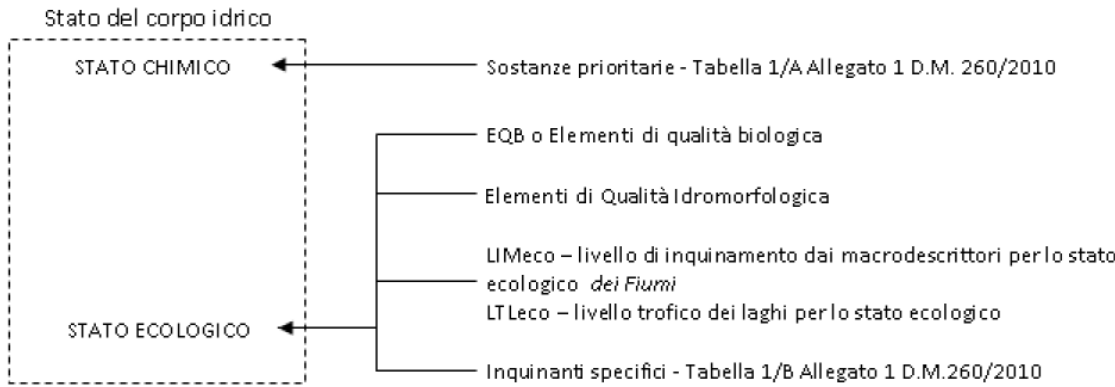 Stato del corpo idrico
STATO CHIMICO
Sostanze prioritarie - Tabella 1/A Allegato 1 D.M. 260/2010
EQB o Elementi di qualità biologica
Elementi di Qualità Idromorfologica
LIMeco – livello di inquinamento dai macrodescrittori per lo stato
ecologico dei Fiumi
LTLeco – livello trofico dei laghi per lo stato ecologico
STATO ECOLOGICO
Inquinanti specifici - Tabella 1/B Allegato 1 D.M.260/2010